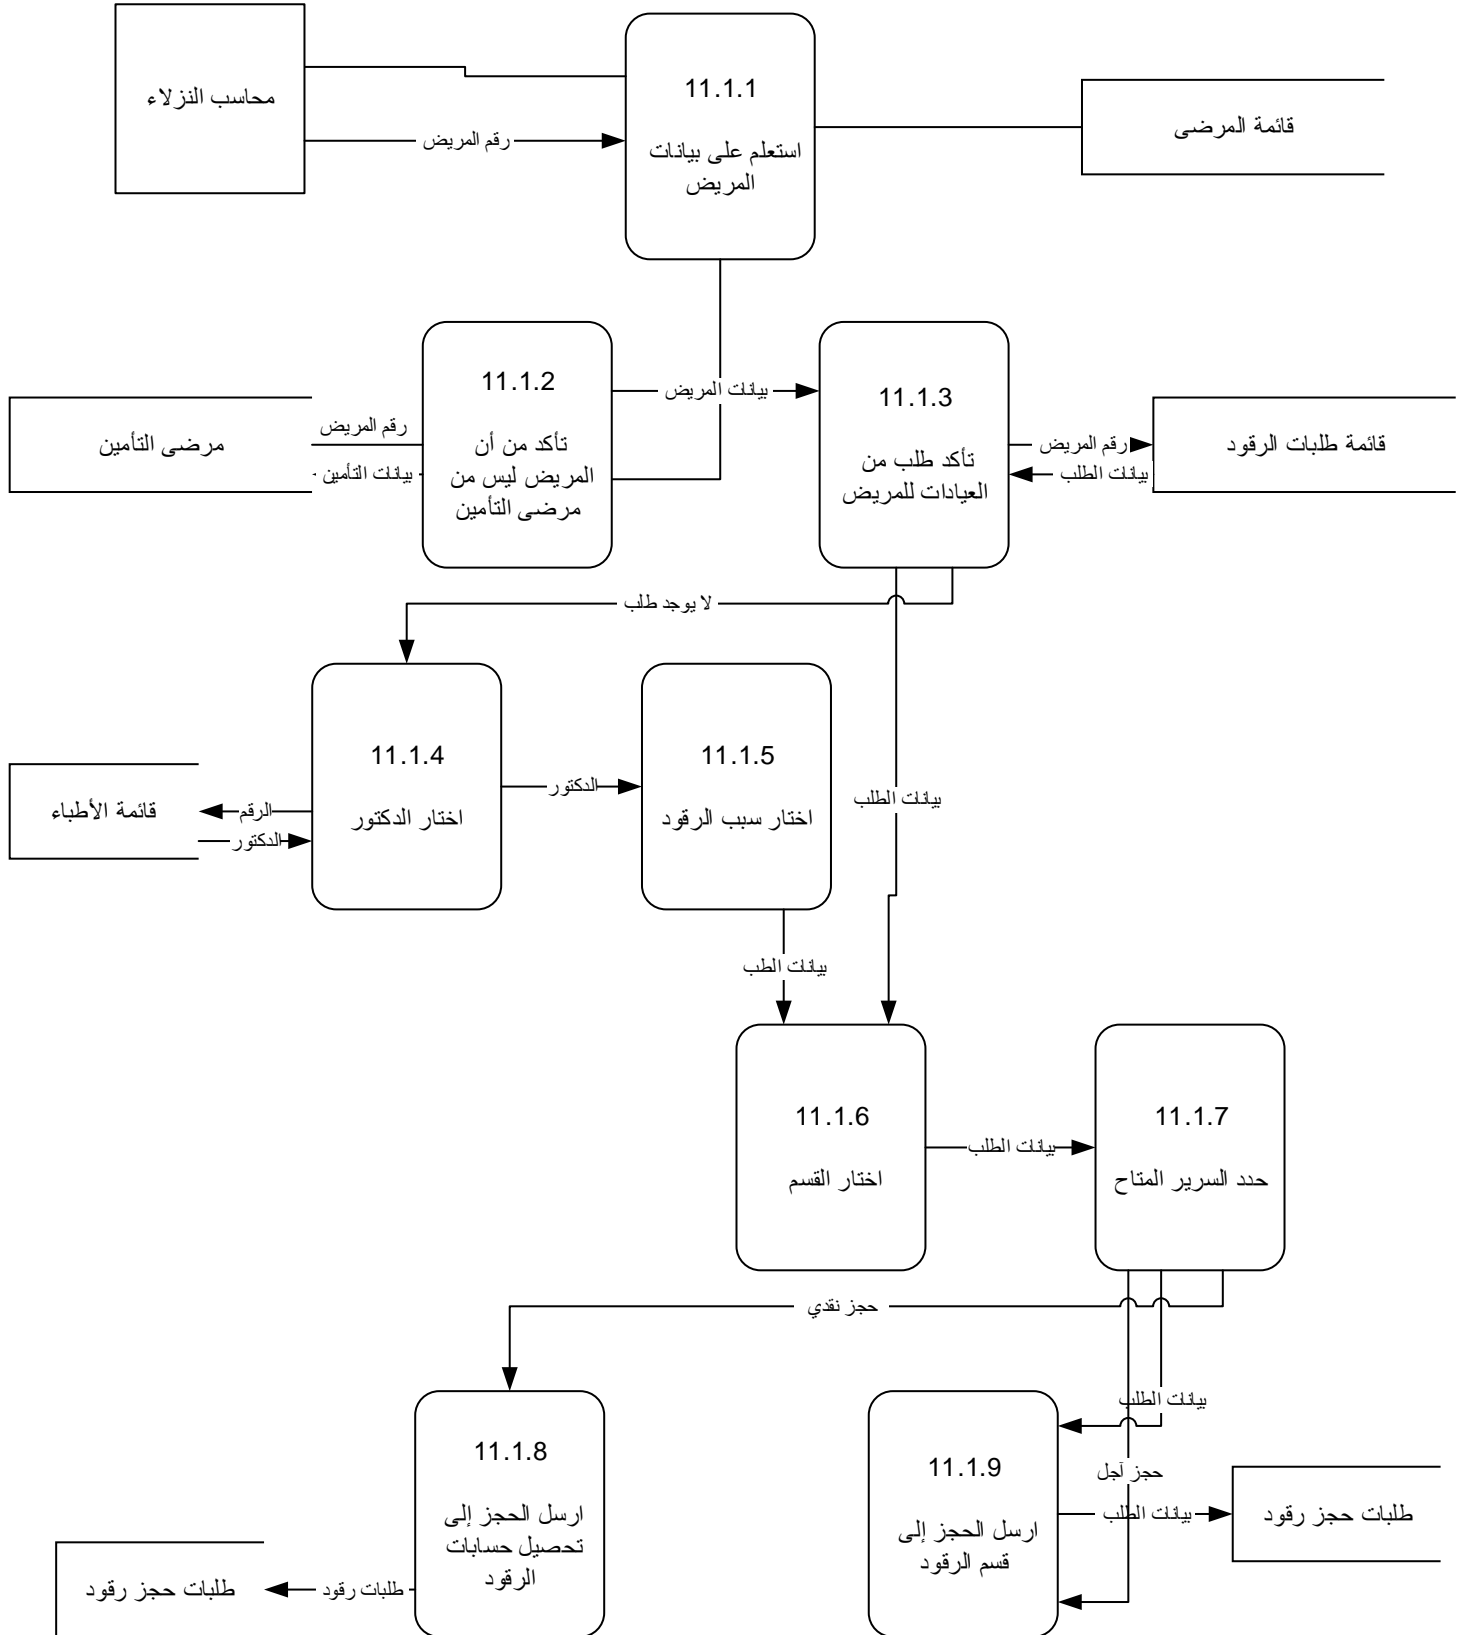 محاسب النزلاء
11.1.1
استعلم على بيانات
المريض
قائمة المرضى
رقم المريض
11.1.2
تأكد من أن
المريض ليس من
مرضى التأمين
بيانات المريض
11.1.3
تأكد طلب من
العيادات للمريض
مرضى التأمين
رقم المريض
بيانات التأمين
رقم المريض
بيانات الطلب
قائمة طلبات الرقود
لا يوجد طلب
11.1.4
اختار الدكتور
الدكتور
11.1.5
اختار سبب الرقود
قائمة الأطباء
الرقم
الدكتور
بيانات الطلب
بيانات الطب
11.1.6
اختار القسم
بيانات الطلب
11.1.7
حدد السرير المتاح
حجز نقدي
بيانات الطلب
حجز آجل
11.1.8
ارسل الحجز إلى
تحصيل حسابات
الرقود
11.1.9
ارسل الحجز إلى
قسم الرقود
بيانات الطلب
طلبات حجز رقود
طلبات رقود
طلبات حجز رقود